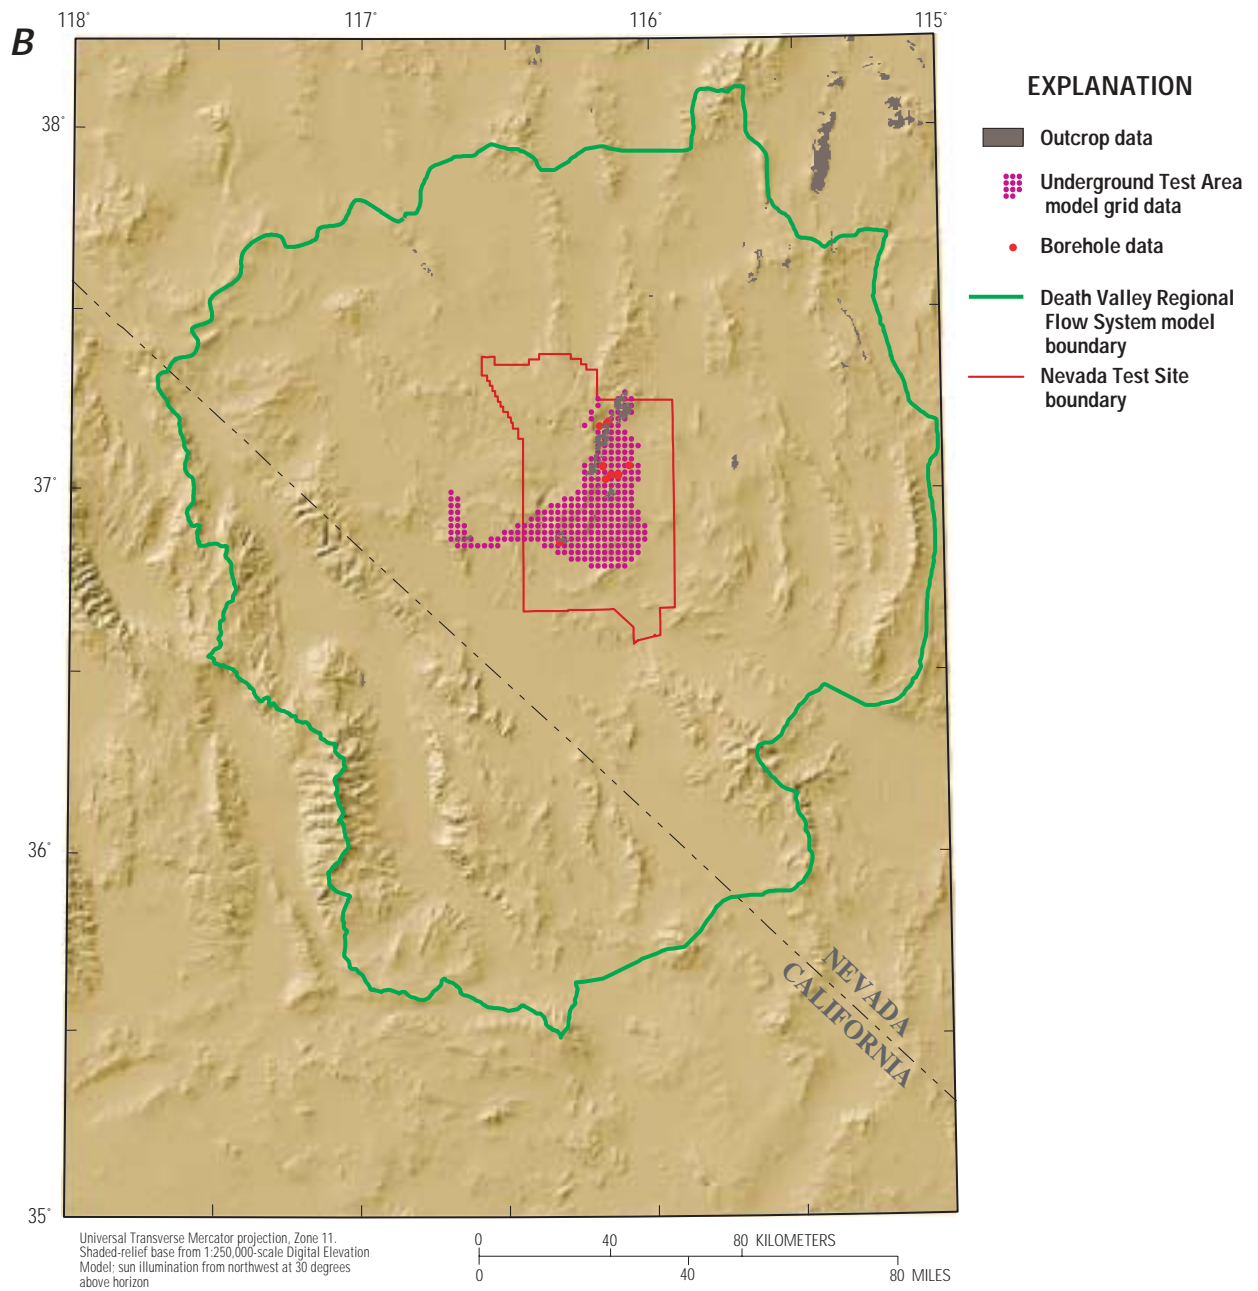 B
118°
117°
116°
115°
38°
37°
36°
35°
EXPLANATION
Outcrop data
Underground Test Area
model grid data
Borehole data
Death Valley Regional
Flow System model
boundary
Nevada Test Site
boundary
NEVADA
CALIFORNIA
Universal Transverse Mercator projection, Zone 11.
Shaded-relief base from 1:250,000-scale Digital Elevation
Model; sun illumination from northwest at 30 degrees
above horizon
0 40 80 KILOMETERS
0 40 80 MILES